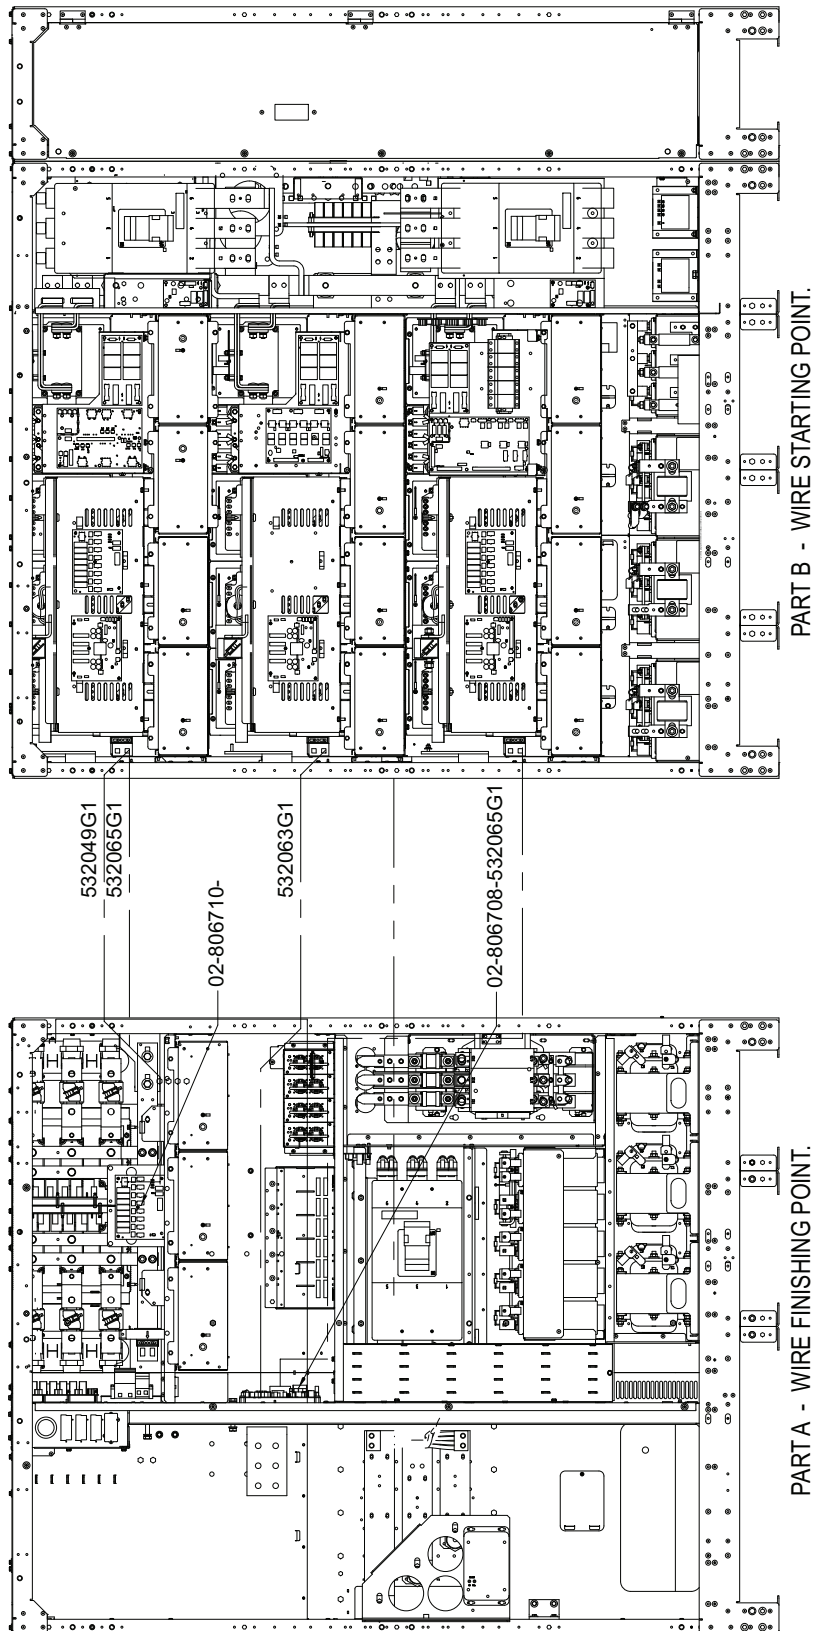 532049G1
532065G1
532063G1
02-806710-
02-806708-532065G1
PART A - WIRE FINISHING POINT.
PART B - WIRE STARTING POINT.